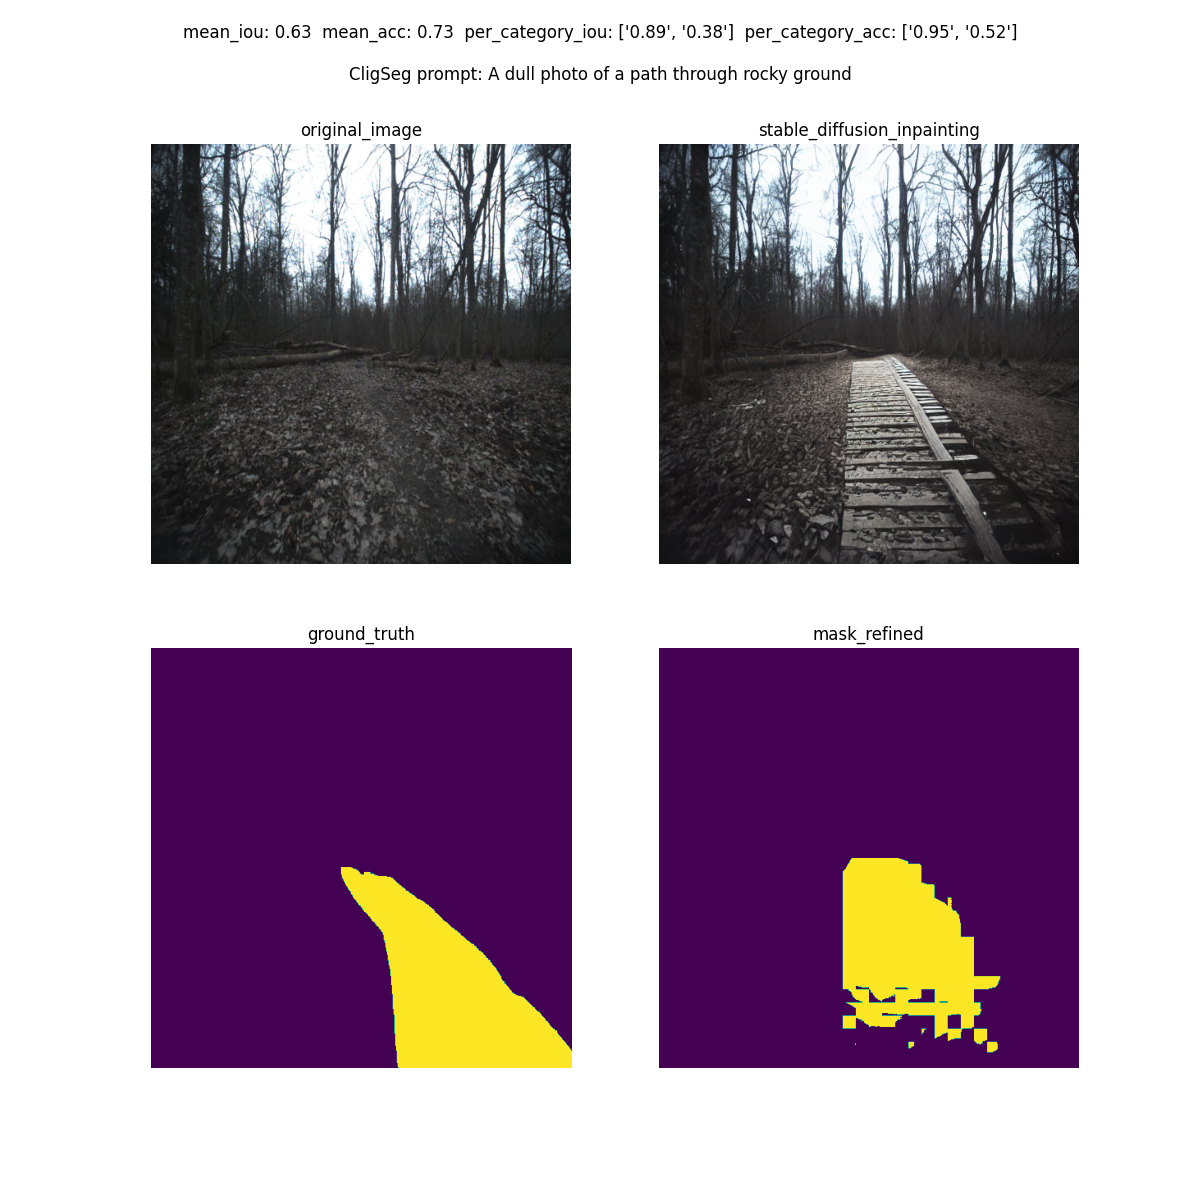 mean_iou: 0.63  mean_acc: 0.73  per_category_iou: ['0.89', '0.38']  per_category_acc: ['0.95', '0.52']
CligSeg prompt: A dull photo of a path through rocky ground
original_image
stable_diffusion_inpainting
ground_truth
mask_refined